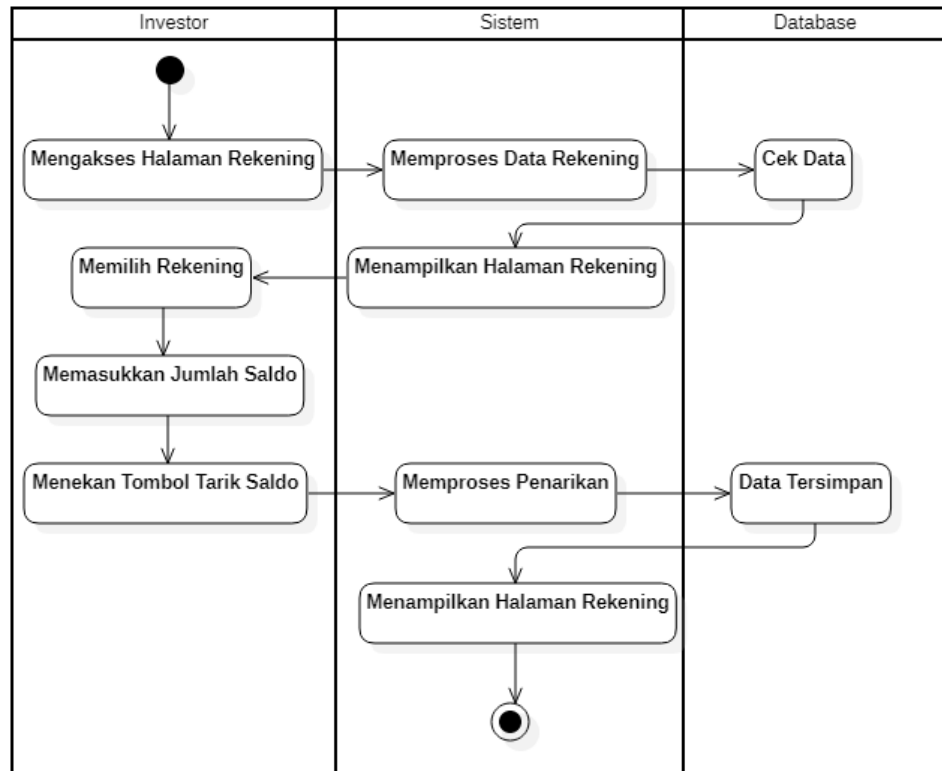 Investor
Sistem
Database
Mengakses Halaman Rekening
Memproses Data Rekening
Cek Data
Memilih Rekening
Menampilkan Halaman Rekening
Memasukkan Jumlah Saldo
Menekan Tombol Tarik Saldo
Memproses Penarikan
Data Tersimpan
Menampilkan Halaman Rekening